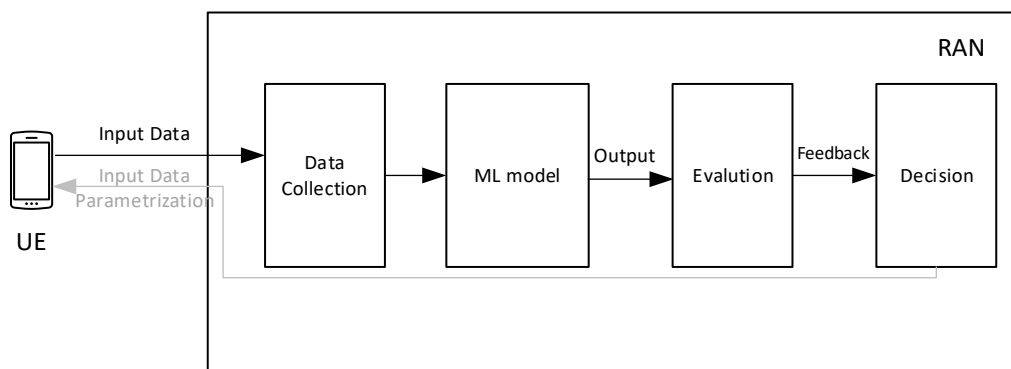 RAN
Input Data
Data
Collection
ML model
Output
Evalution
Feedback
Decision
Input Data
Parametrization
UE